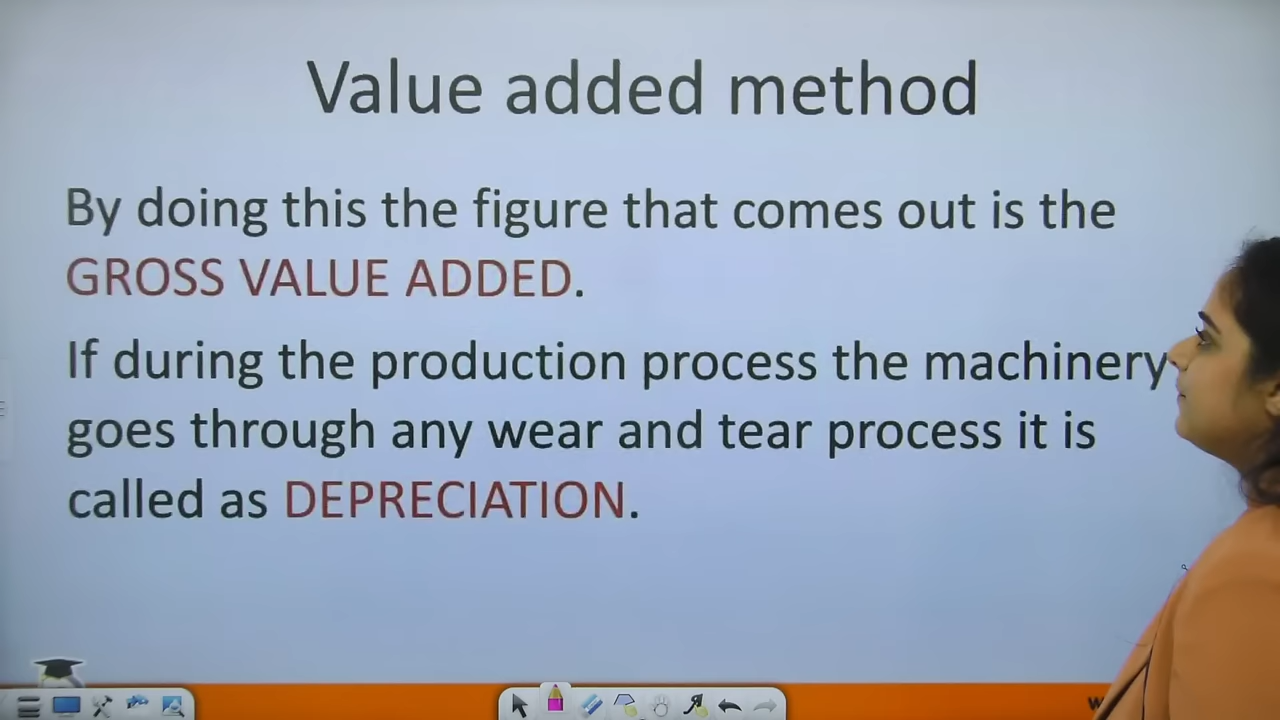 Value added method
By doing this the figure that comes out is the
GROSS VALUE ADDED.
If during the production process the machinery
goes through any wear and tear process it is
called as DEPRECIATION.